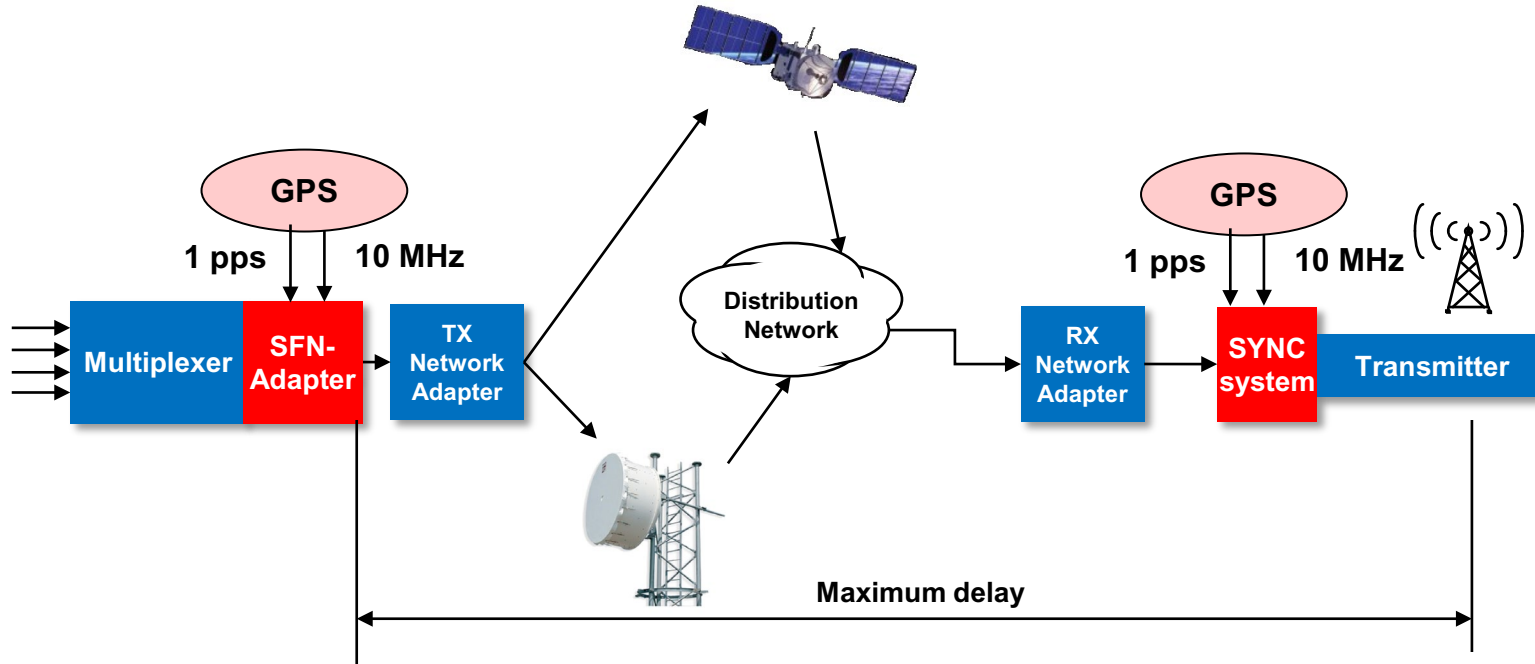 GPS
1 pps
10 MHz
Multiplexer
SFN-
Adapter
TX
Network
Adapter
Distribution
Network
RX
Network
Adapter
GPS
1 pps
10 MHz
SYNC
system
Transmitter
Maximum delay